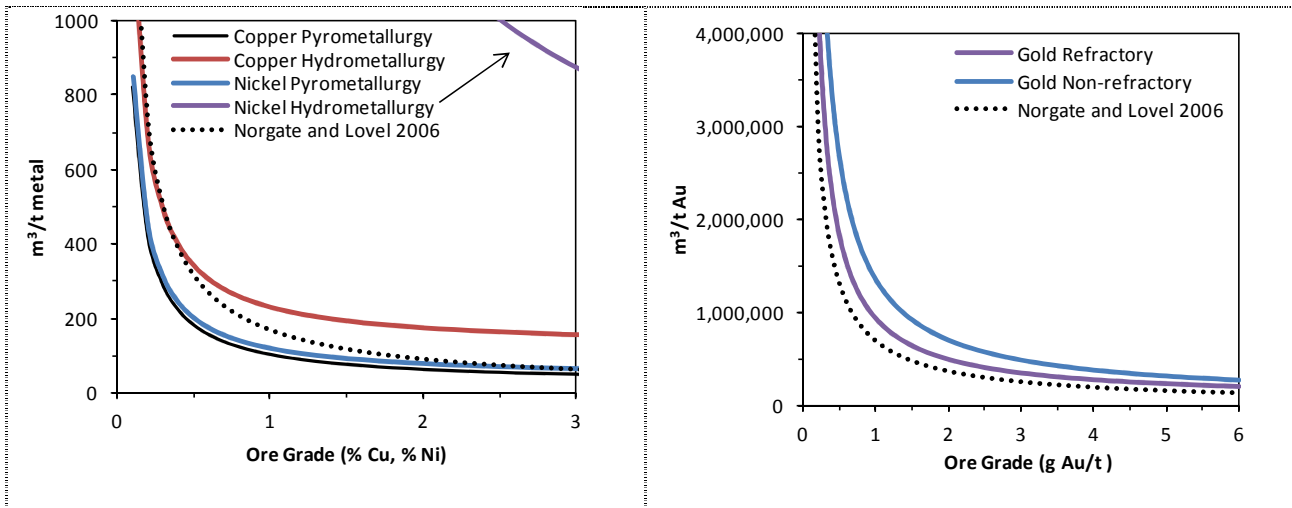 1000
800
600
400
200
0
m³/t metal
Copper Pyrometallurgy
Copper Hydrometallurgy
Nickel Pyrometallurgy
Nickel Hydrometallurgy
Norgate and Lovel 2006
0 1 2 3
Ore Grade (% Cu, % Ni)
4,000,000
3,000,000
2,000,000
1,000,000
0
m³/t Au
Gold Refractory
Gold Non-refractory
Norgate and Lovel 2006
0 1 2 3 4 5 6
Ore Grade (g Au/t )